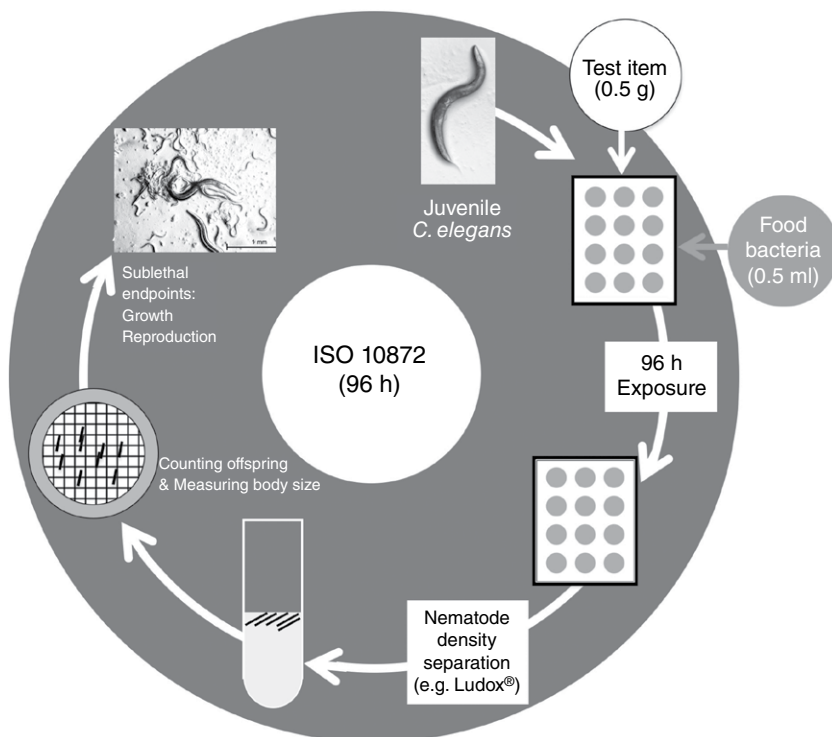 Test item
(0.5 g)
Juvenile
C. elegans
Food
bacteria
(0.5 ml)
1 mm
Sublethal
endpoints:
Growth
Reproduction
ISO 10872
(96 h)
96 h
Exposure
Counting offspring
& Measuring body size
Nematode
density
separation
(e.g. Ludox®)